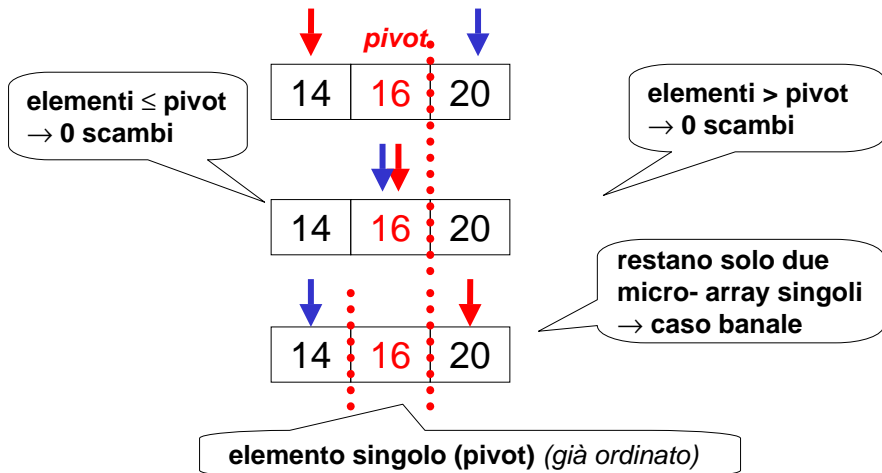 pivot
14 16 20
elementi ≤ pivot
→ 0 scambi
elementi > pivot
→ 0 scambi
14 16 20
restano solo due
micro- array singoli
→ caso banale
14 16 20
elemento singolo (pivot) (già ordinato)